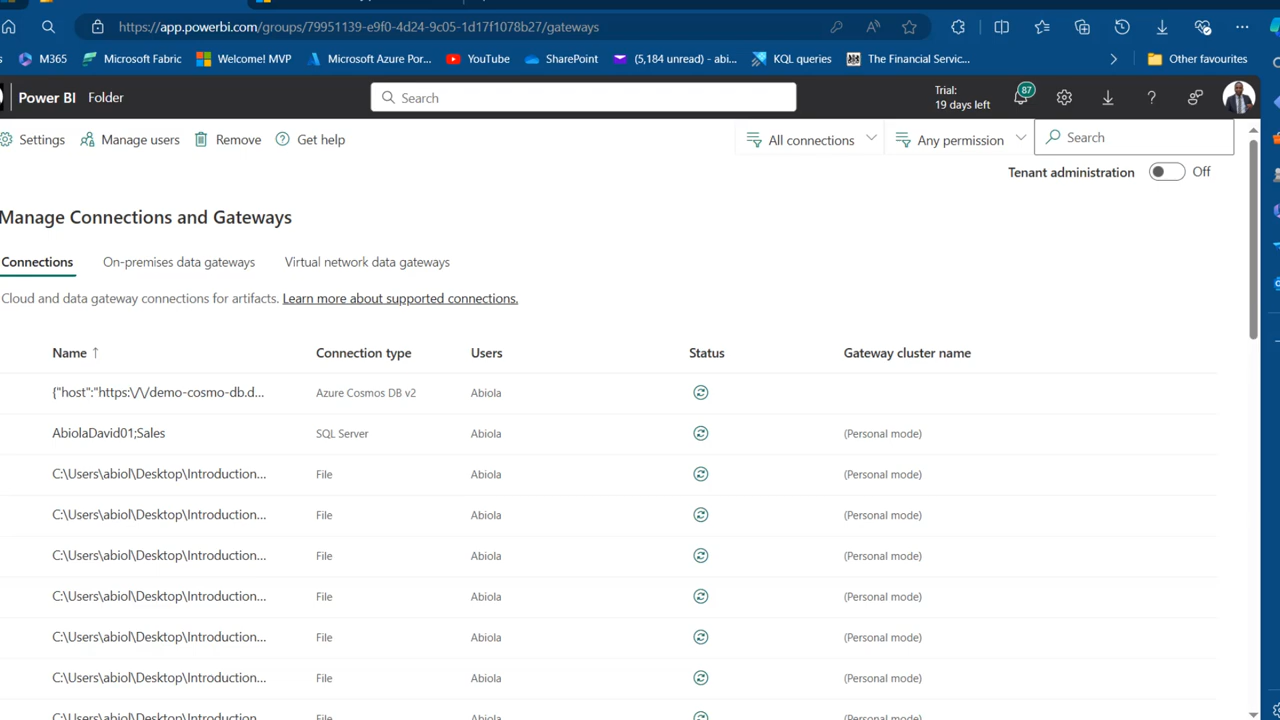 https://app.powerbi.com/groups/79951139-e9f0-4d24-9c05-1d17f1078b27/gateways
M365 Microsoft Fabric Welcome! MVP Microsoft Azure Por... YouTube SharePoint (5,184 unread) - abi... KQL queries The Financial Servic... Other favourites
Power BI Folder Search Trial: 19 days left 87
Settings Manage users Remove Get help All connections Any permission Search
Tenant administration Off
Manage Connections and Gateways
Connections On-premises data gateways Virtual network data gateways
Cloud and data gateway connections for artifacts. Learn more about supported connections.
Name ↑ Connection type Users Status Gateway cluster name
{"host":"https:\/\/demo-cosmo-db.d... Azure Cosmos DB v2 Abiola
AbiolaDavid01;Sales SQL Server Abiola (Personal mode)
C:\Users\abiol\Desktop\Introduction... File Abiola (Personal mode)
C:\Users\abiol\Desktop\Introduction... File Abiola (Personal mode)
C:\Users\abiol\Desktop\Introduction... File Abiola (Personal mode)
C:\Users\abiol\Desktop\Introduction... File Abiola (Personal mode)
C:\Users\abiol\Desktop\Introduction... File Abiola (Personal mode)
C:\Users\abiol\Desktop\Introduction... File Abiola (Personal mode)
C:\Users\abiol\Desktop\Introduction... File Abiola (Personal mode)